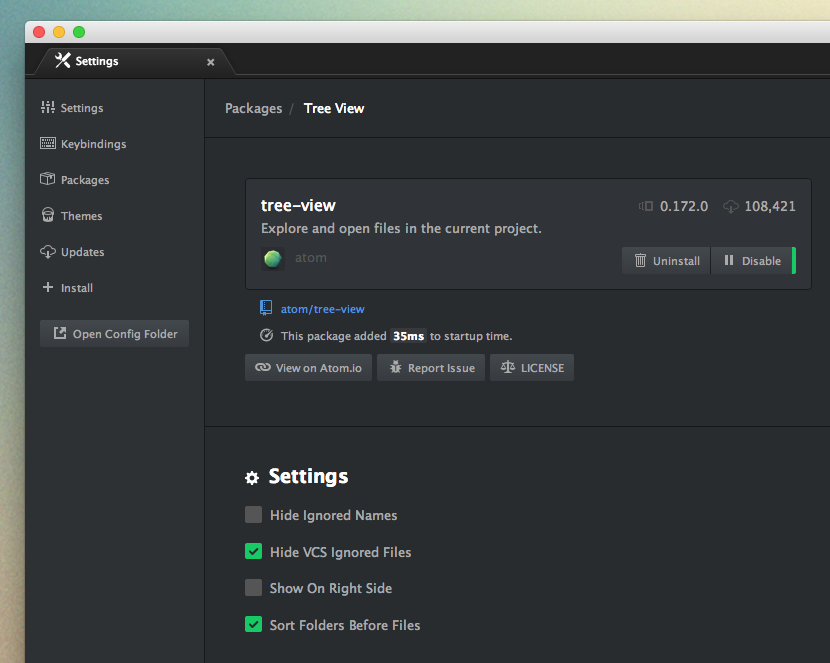 Settings
Settings
Keybindings
Packages
Themes
Updates
Install
Open Config Folder
Packages / Tree View
tree-view
0.172.0 108,421
Explore and open files in the current project.
atom
Uninstall Disable
atom/tree-view
This package added 35ms to startup time.
View on Atom.io Report Issue LICENSE
Settings
Hide Ignored Names
Hide VCS Ignored Files
Show On Right Side
Sort Folders Before Files